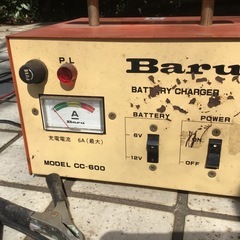 P.L
Baru
BATTERY CHARGER
A
Baru
BATTERY
POWER
6V
12V
OFF
充電電流 6A(最大)
MODEL CC-600